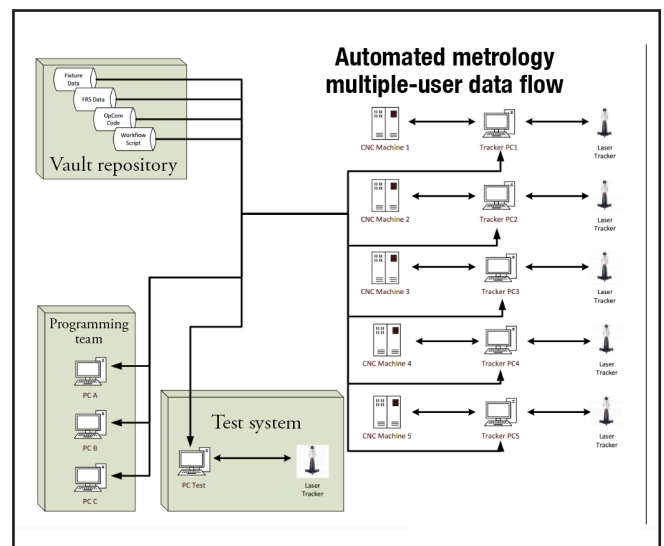 Automated metrology
multiple-user data flow
Fixture
Data
FRS Data
OpCom
Code
Workflow
Script
Vault repository
CNC Machine 1
Tracker PC1
Laser
Tracker
CNC Machine 2
Tracker PC2
Laser
Tracker
CNC Machine 3
Tracker PC3
Laser
Tracker
CNC Machine 4
Tracker PC4
Laser
Tracker
CNC Machine 5
Tracker PC5
Laser
Tracker
Programming
team
PC A
PC B
PC C
Test system
PC Test
Laser
Tracker